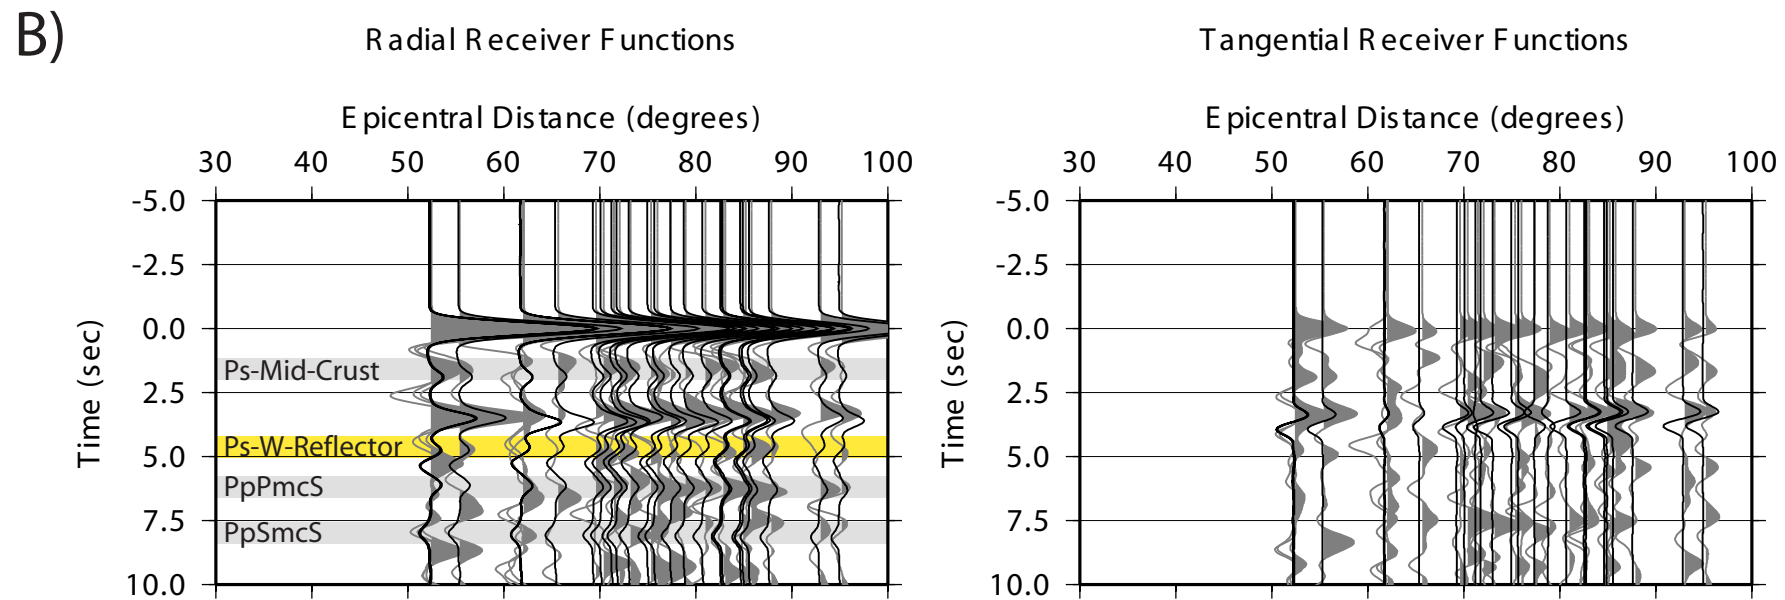 B)
Radial Receiver Functions
Epicentral Distance (degrees)
30 40 50 60 70 80 90 100
-5.0
-2.5
0.0
2.5
5.0
7.5
10.0
Time (sec)
Ps-Mid-Crust
Ps-W-Reflector
PpPmcS
PpSmcS
Tangential Receiver Functions
Epicentral Distance (degrees)
30 40 50 60 70 80 90 100
-5.0
-2.5
0.0
2.5
5.0
7.5
10.0
Time (sec)